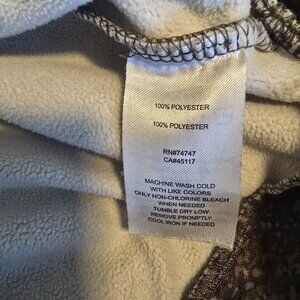 100% POLYESTER
100% POLYESTER
RN#74747
CA#45117
MACHINE WASH COLD
WITH LIKE COLORS
ONLY NON-CHLORINE BLEACH
WHEN NEEDED
TUMBLE DRY LOW
REMOVE PROMPTLY
COOL IRON IF NEEDED